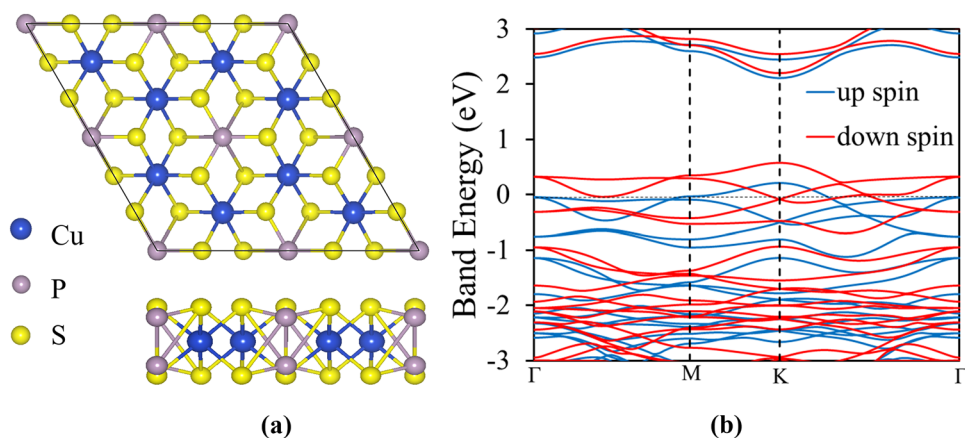 Cu
P
S
(a)
Band Energy (eV)
3
2
1
0
-1
-2
-3
up spin
down spin
Γ
M
K
Γ
(b)